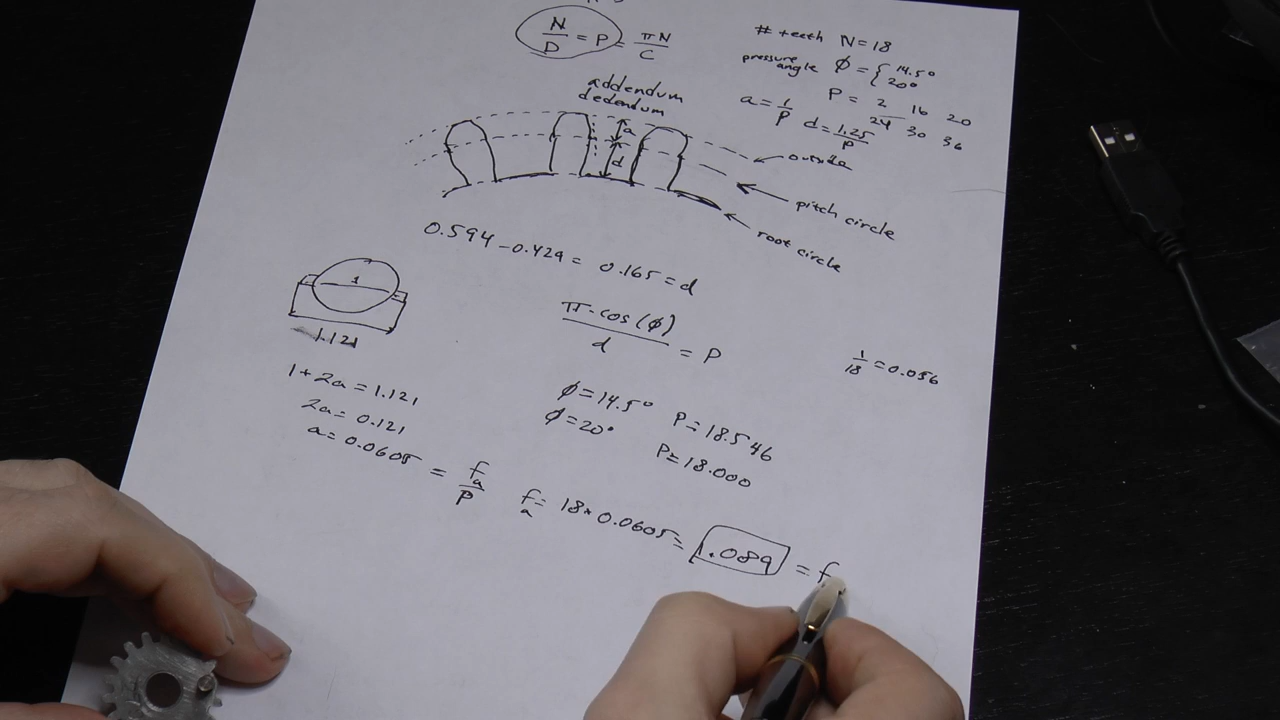 N/D = P = πN/C
# teeth N=18
pressure angle ϕ = { 14.5° 20°
P = 2 16 20
24 30 36
a = 1/P d = 1.25/P
addendum
dedendum
a
d
outside
pitch circle
root circle
0.594 - 0.429 = 0.165 = d
1
1.121
π·cos(ϕ)/d = P
1/18 = 0.056
1 + 2a = 1.121
2a = 0.121
a = 0.0605 = fa/P
ϕ = 14.5° P = 18.546
ϕ = 20° P = 18.000
fa = 18 * 0.0605 = 1.089 = f